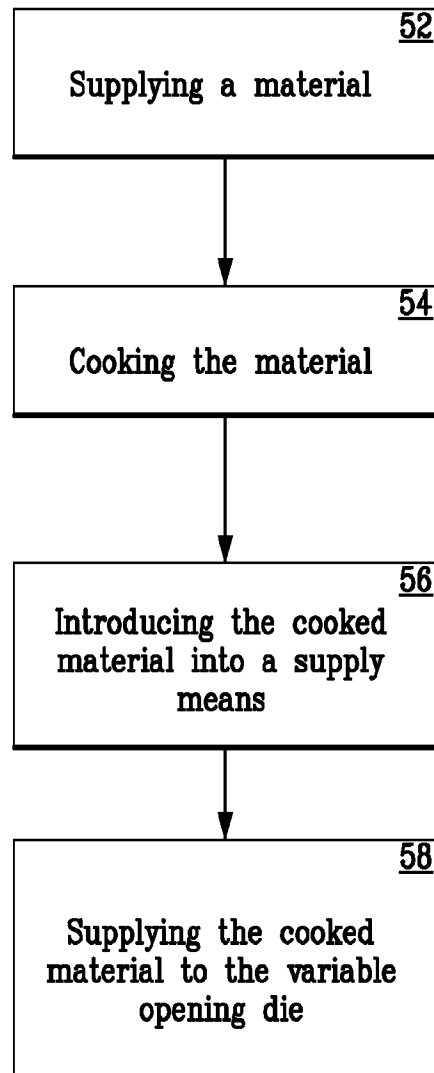 52
Supplying a material
54
Cooking the material
56
Introducing the cooked
material into a supply
means
58
Supplying the cooked
material to the variable
opening die